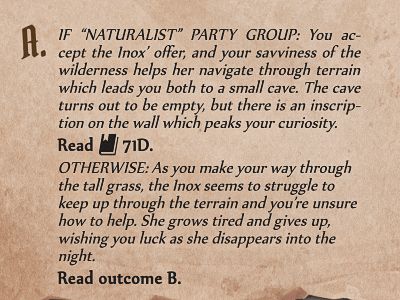 A. IF “NATURALIST” PARTY GROUP: You ac-
cept the Inox’ offer, and your savviness of the
wilderness helps her navigate through terrain
which leads you both to a small cave. The cave
turns out to be empty, but there is an inscrip-
tion on the wall which peaks your curiosity.
Read 71D.
OTHERWISE: As you make your way through
the tall grass, the Inox seems to struggle to
keep up through the terrain and you’re unsure
how to help. She grows tired and gives up,
wishing you luck as she disappears into the
night.
Read outcome B.